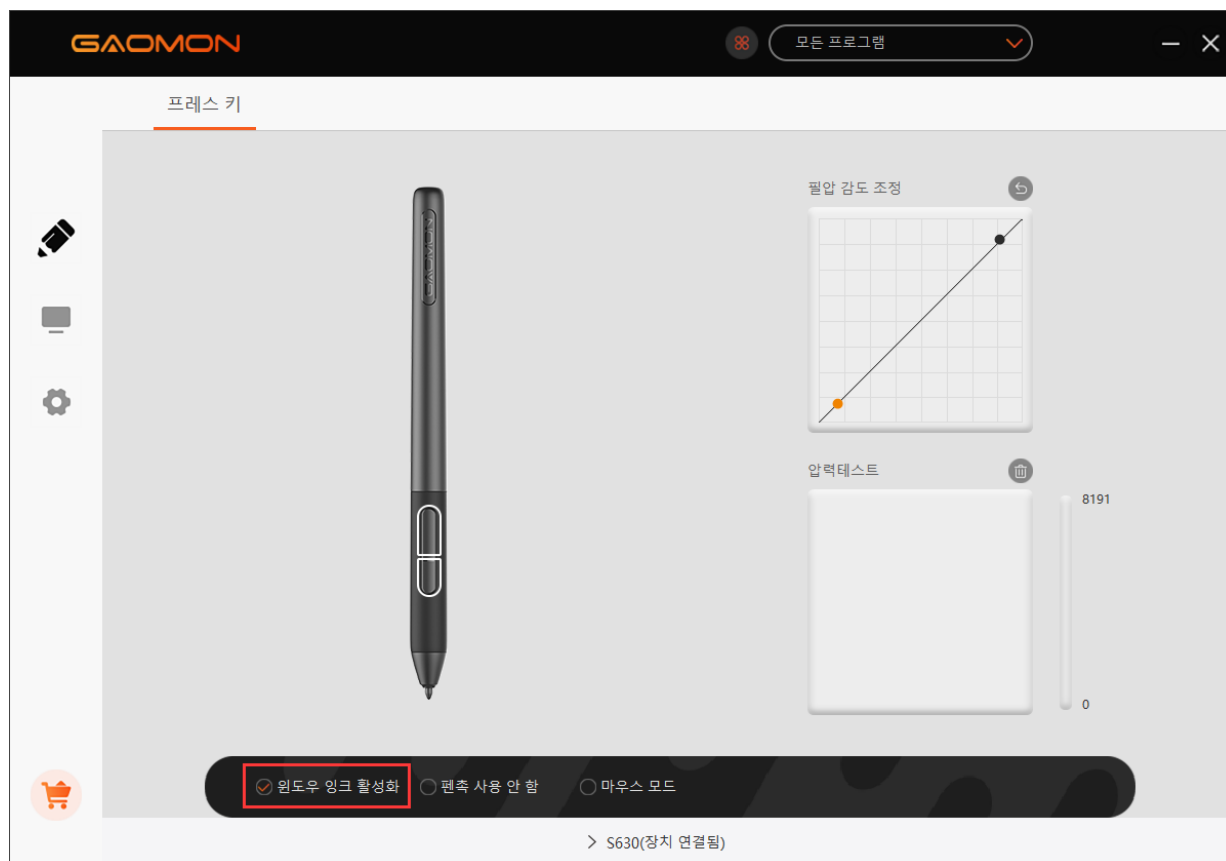 GAOMON
모든 프로그램
프레스 키
필압 감도 조정
GAOMON
압력테스트
8191
0
윈도우 잉크 활성화
펜촉 사용 안 함
마우스 모드
S630(장치 연결됨)